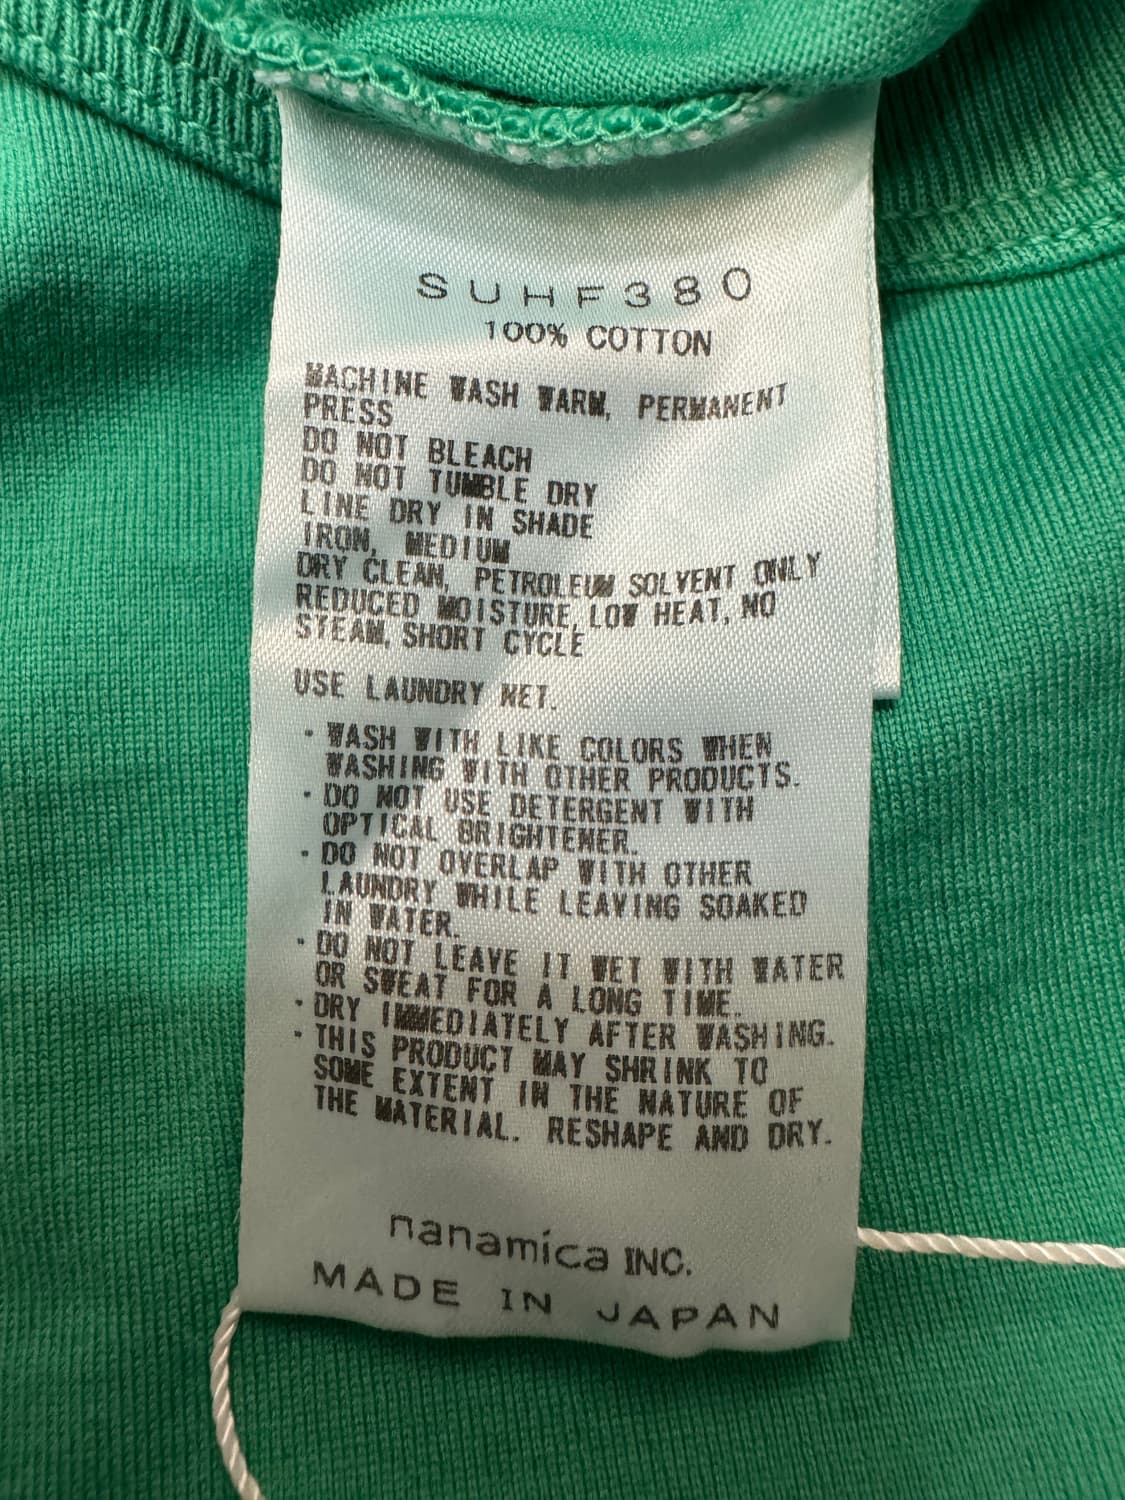 SUHF380
100% COTTON
MACHINE WASH WARM, PERMANENT
PRESS
DO NOT BLEACH
DO NOT TUMBLE DRY
LINE DRY IN SHADE
IRON, MEDIUM
DRY CLEAN, PETROLEUM SOLVENT ONLY
REDUCED MOISTURE, LOW HEAT, NO
STEAM, SHORT CYCLE
USE LAUNDRY NET.
・WASH WITH LIKE COLORS WHEN
WASHING WITH OTHER PRODUCTS.
・DO NOT USE DETERGENT WITH
OPTICAL BRIGHTENER.
・DO NOT OVERLAP WITH OTHER
LAUNDRY WHILE LEAVING SOAKED
IN WATER.
・DO NOT LEAVE IT WET WITH WATER
OR SWEAT FOR A LONG TIME.
・DRY IMMEDIATELY AFTER WASHING.
・THIS PRODUCT MAY SHRINK TO
SOME EXTENT IN THE NATURE OF
THE MATERIAL. RESHAPE AND DRY.
nanamica INC.
MADE IN JAPAN